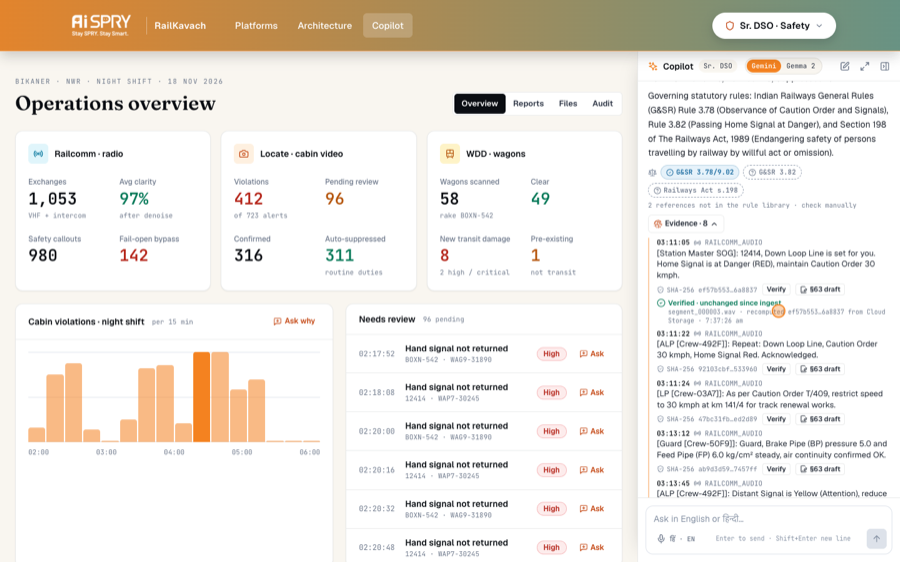 AiSPRY
Stay SPRY. Stay Smart.
RailKavach
Platforms
Architecture
Copilot
Sr. DSO · Safety
BIKANER · NWR · NIGHT SHIFT · 18 NOV 2026
Operations overview
Overview
Reports
Files
Audit
Railcomm · radio
Exchanges
Avg clarity
1,053
97%
VHF + intercom
after denoise
Safety callouts
Fail-open bypass
980
142
Locate · cabin video
Violations
Pending review
412
96
of 723 alerts
Confirmed
Auto-suppressed
316
311
routine duties
WDD · wagons
Wagons scanned
Clear
58
49
rake BOXN-542
New transit damage
Pre-existing
8
1
2 high / critical
not transit
Cabin violations · night shift per 15 min
Ask why
02:00 03:00 04:00 05:00 06:00
Needs review 96 pending
02:17:52 Hand signal not returned High Ask
BOXN-542 · WAG9-31890
02:18:08 Hand signal not returned High Ask
12414 · WAP7-30245
02:20:00 Hand signal not returned High Ask
BOXN-542 · WAG9-31890
02:20:16 Hand signal not returned High Ask
12414 · WAP7-30245
02:20:32 Hand signal not returned High Ask
BOXN-542 · WAG9-31890
02:20:48 Hand signal not returned High Ask
12414 · WAP7-30245
Copilot Sr. DSO Gemini Gemma 2
Governing statutory rules: Indian Railways General Rules
(G&SR) Rule 3.78 (Observance of Caution Order and Signals),
Rule 3.82 (Passing Home Signal at Danger), and Section 198
of The Railways Act, 1989 (Endangering safety of persons
travelling by railway by willful act or omission).
G&SR 3.78/9.02 G&SR 3.82
Railways Act s.198
2 references not in the rule library · check manually
Evidence · 8
03:11:05 RAILCOMM_AUDIO
[Station Master SOG]: 12414, Down Loop Line is set for you.
Home Signal is at Danger (RED), maintain Caution Order 30
kmph.
SHA-256 ef57b553…6a8837 Verify §63 draft
Verified · unchanged since ingest
segment_000003.wav · recomputed ef57b553…6a8837 from Cloud
Storage · 7:37:26 am
03:11:22 RAILCOMM_AUDIO
[ALP [Crew-492F]]: Repeat: Down Loop Line, Caution Order
30 kmph, Home Signal Red. Acknowledged.
SHA-256 92103cbf…533960 Verify §63 draft
03:11:24 RAILCOMM_AUDIO
[LP [Crew-03A7]]: As per Caution Order T/409, restrict speed
to 30 kmph at km 141/4 for track renewal works.
SHA-256 47bc31fb…ed2d89 Verify §63 draft
03:13:12 RAILCOMM_AUDIO
[Guard [Crew-50F9]]: Guard, Brake Pipe (BP) pressure 5.0 and
Feed Pipe (FP) 6.0 kg/cm² steady, air continuity confirmed OK.
SHA-256 ab9d3d59…7457ff Verify §63 draft
03:13:45 RAILCOMM_AUDIO
[ALP [Crew-492F]]: Distant Signal is Yellow (Attention), reduce
Ask in English or हिन्दी…
हि · EN Enter to send · Shift+Enter new line